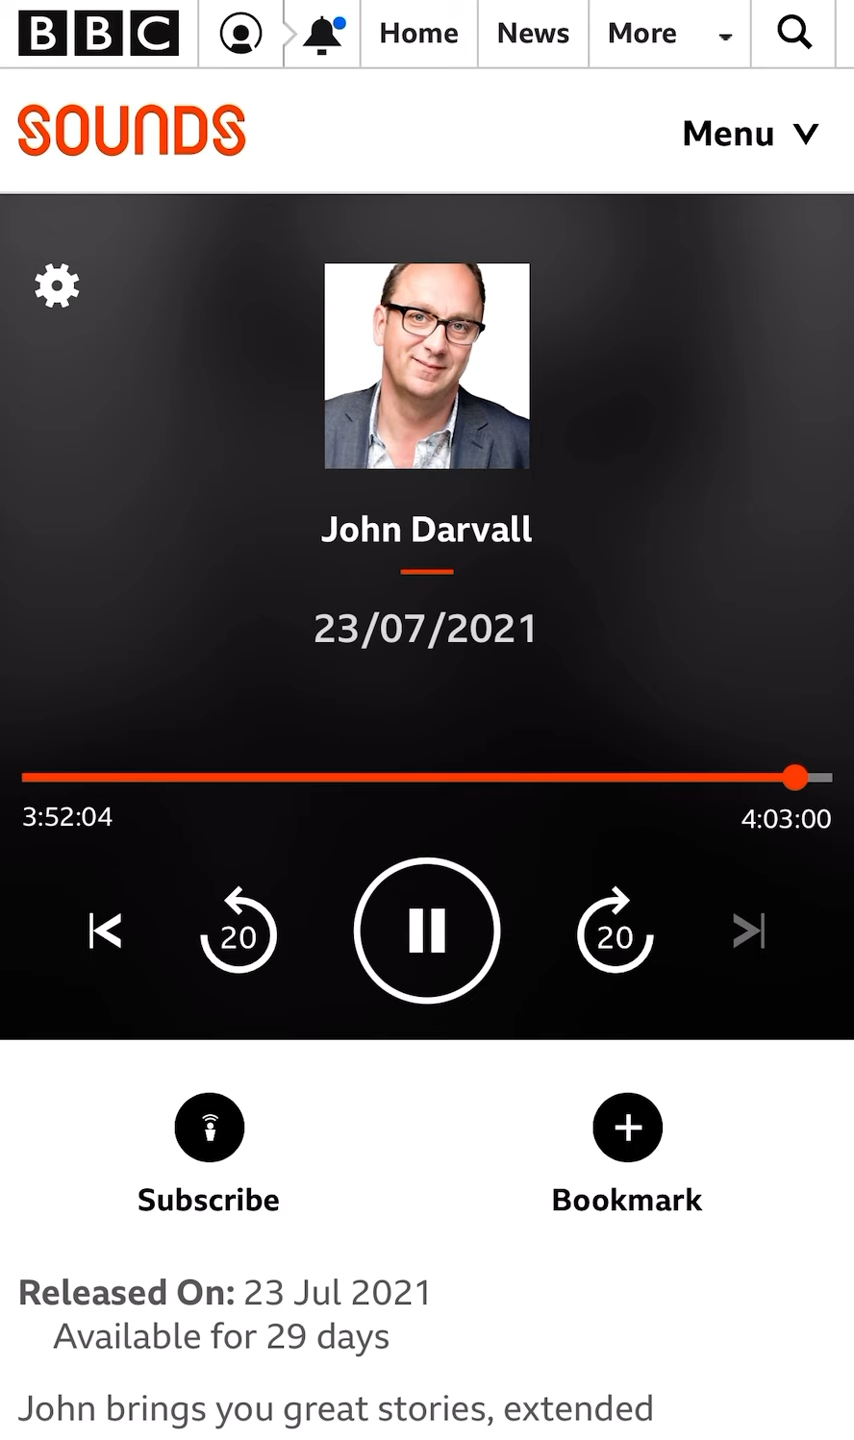 BBC Home News More
SOUNDS Menu
John Darvall
23/07/2021
3:52:04 4:03:00
20 20
Subscribe Bookmark
Released On: 23 Jul 2021
Available for 29 days
John brings you great stories, extended